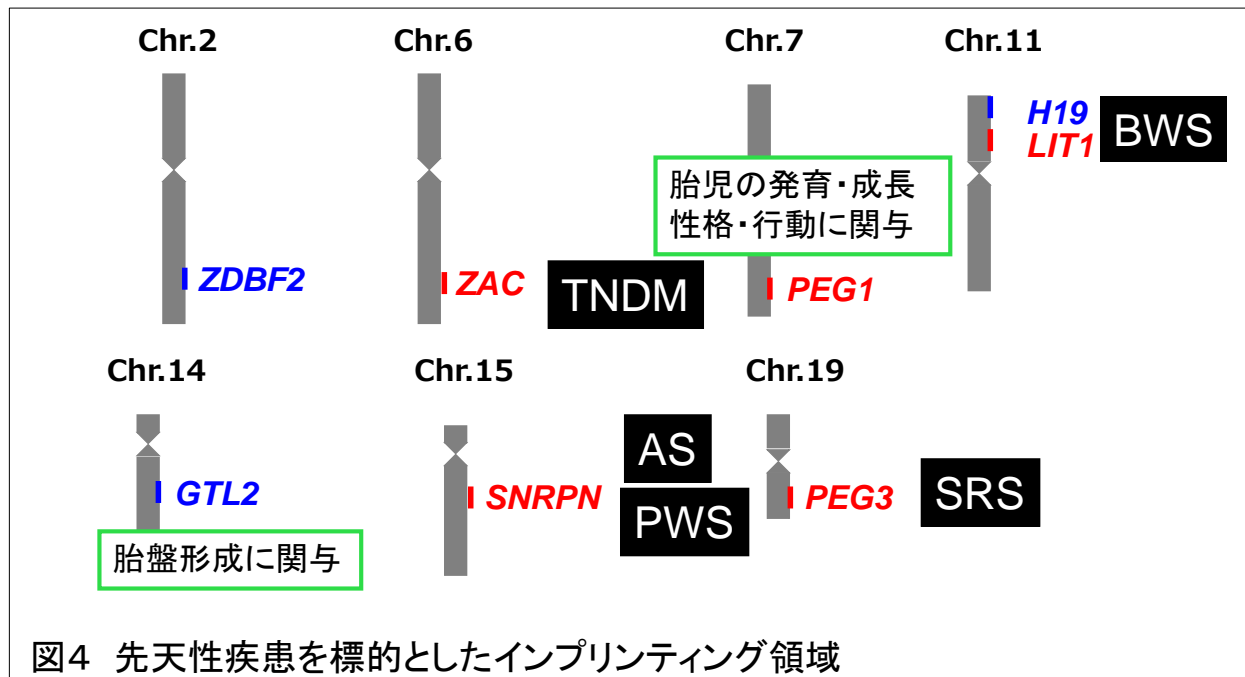 Chr.2
Chr.6
Chr.7
Chr.11
H19
LIT1
BWS
胎児の発育・成長
性格・行動に関与
ZDBF2
ZAC
TNDM
PEG1
Chr.14
Chr.15
Chr.19
GTL2
SNRPN
AS
PWS
PEG3
SRS
胎盤形成に関与
図4 先天性疾患を標的としたインプリンティング領域